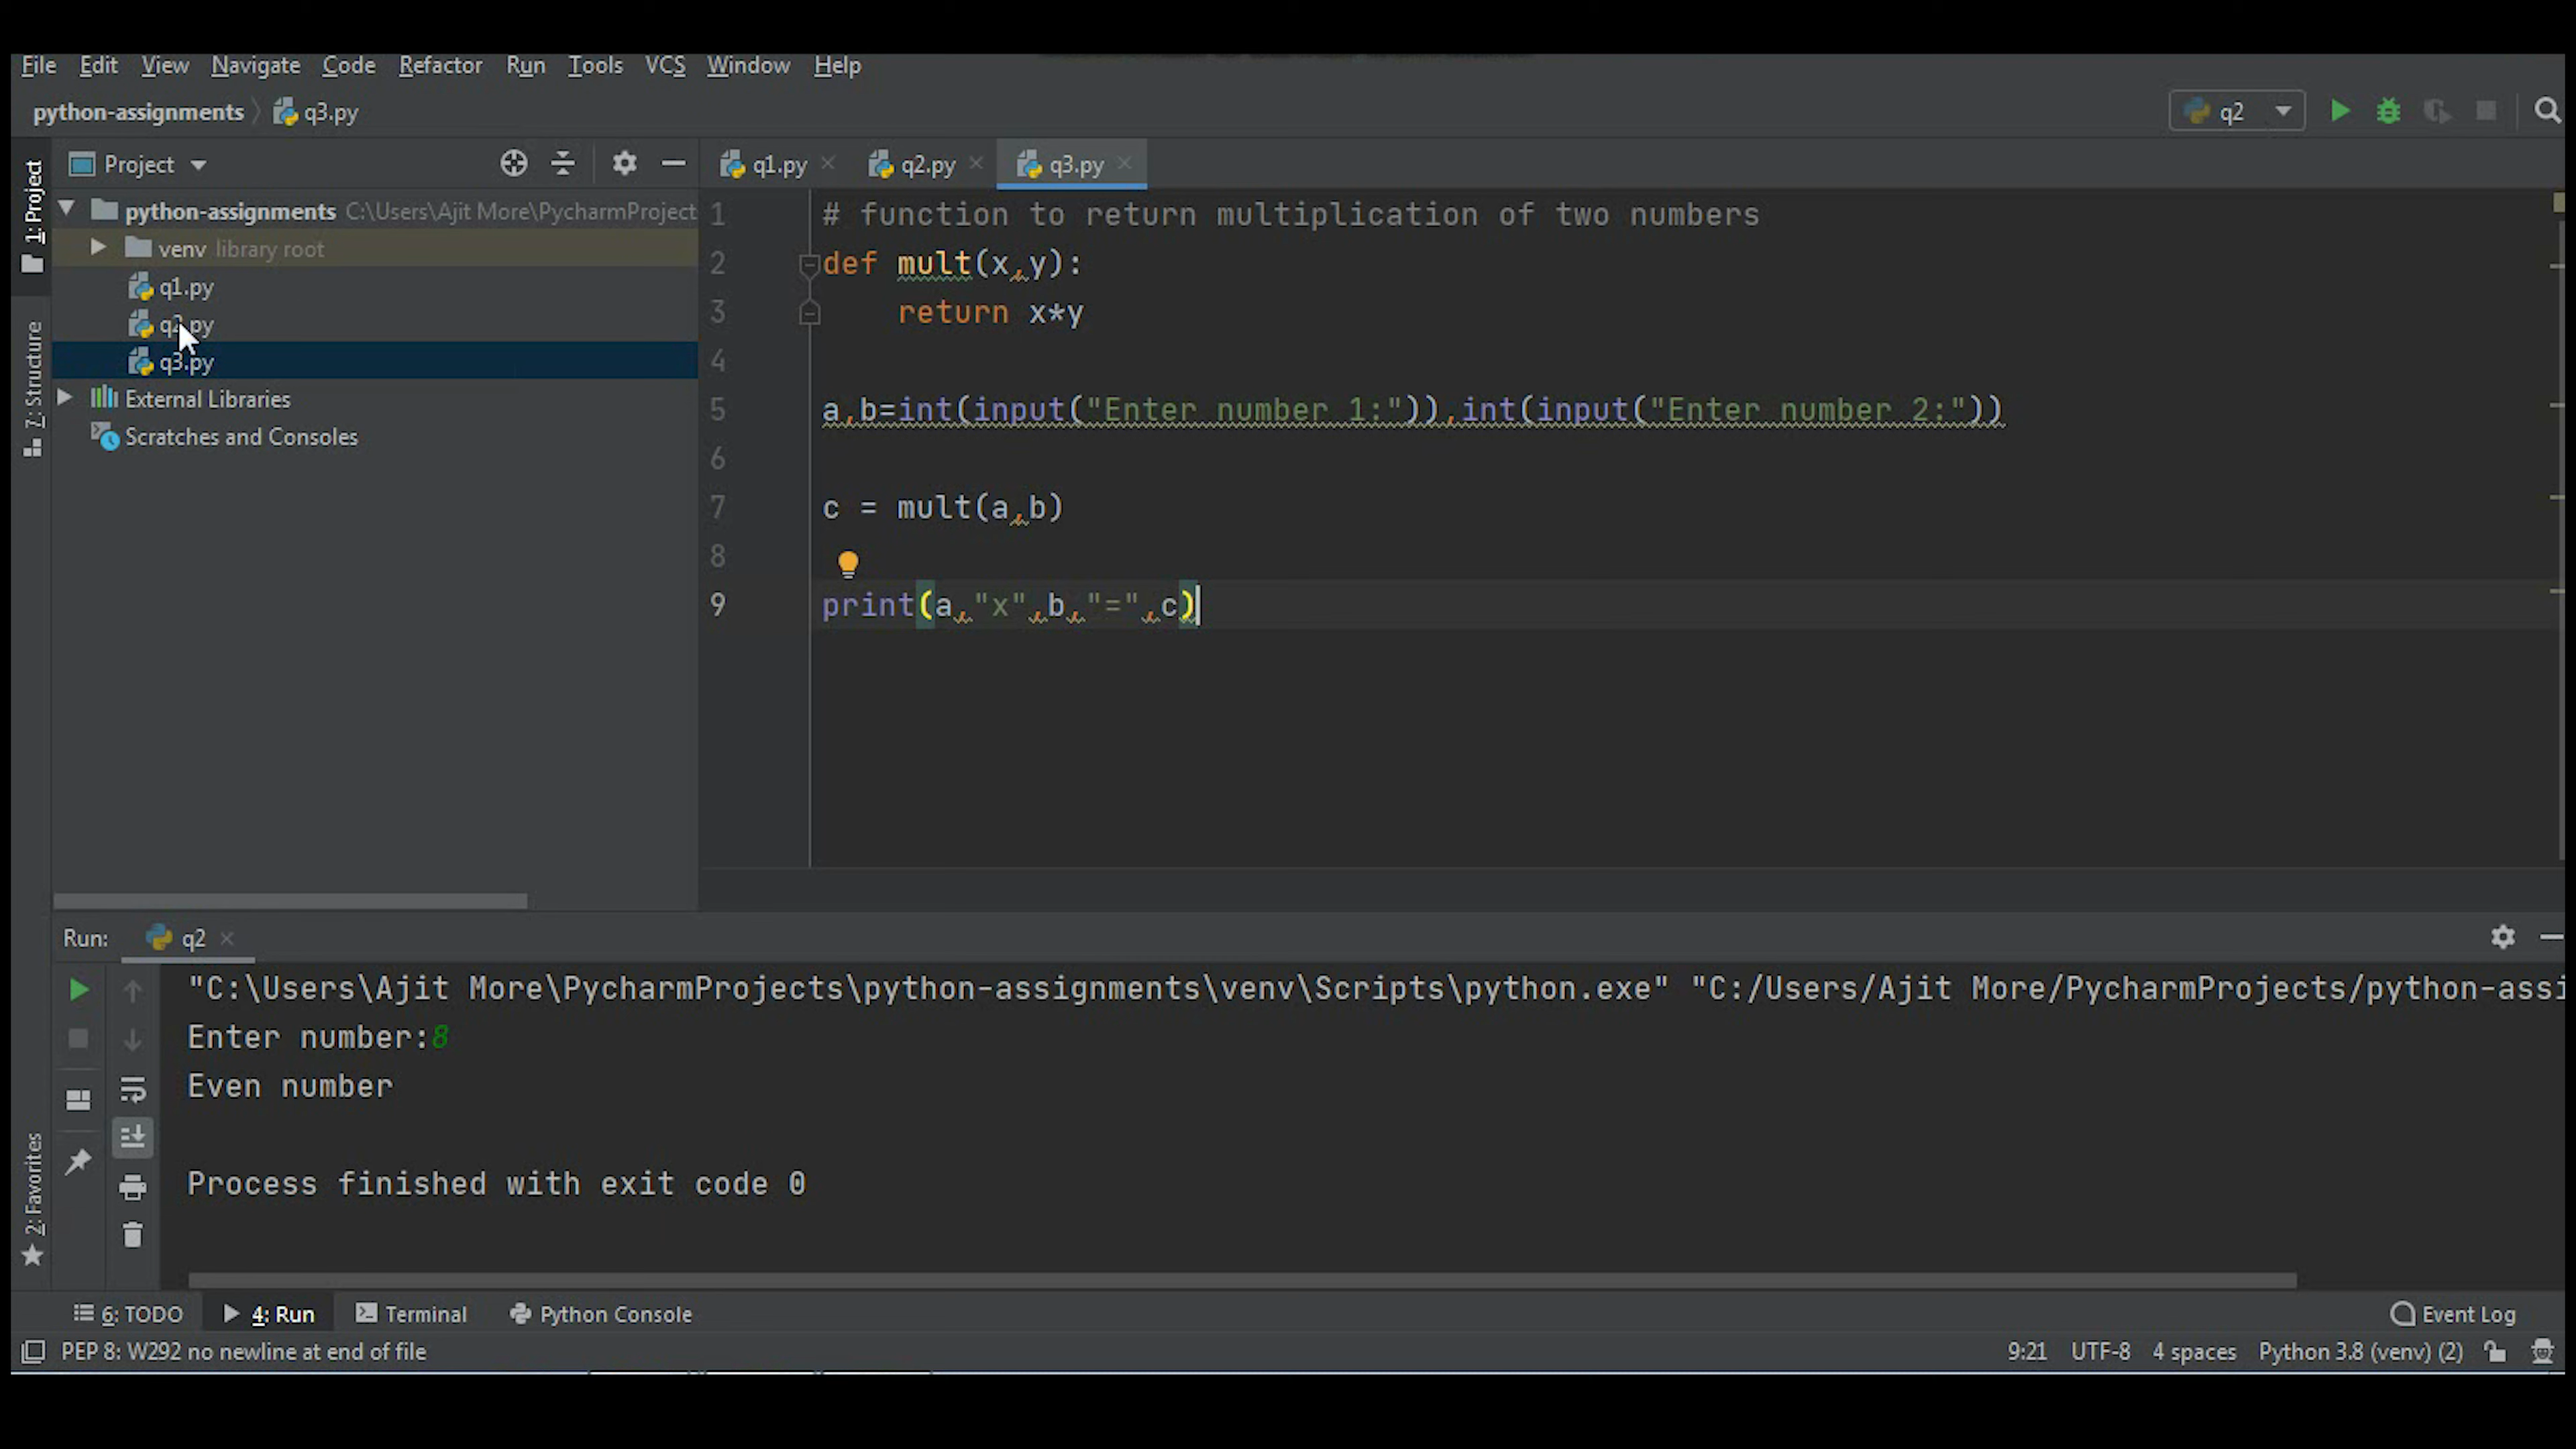 File Edit View Navigate Code Refactor Run Tools VCS Window Help
python-assignments q3.py q2
1: Project
7: Structure
2: Favorites
Project
python-assignments C:\Users\Ajit More\PycharmProject
venv library root
q1.py
q2.py
q3.py
External Libraries
Scratches and Consoles
q1.py q2.py q3.py
1 # function to return multiplication of two numbers
2 def mult(x,y):
3 return x*y
4
5 a,b=int(input("Enter number 1:")),int(input("Enter number 2:"))
6
7 c = mult(a,b)
8
9 print(a,"x",b,"=",c)
Run: q2
"C:\Users\Ajit More\PycharmProjects\python-assignments\venv\Scripts\python.exe" "C:/Users/Ajit More/PycharmProjects/python-assi
Enter number:8
Even number
Process finished with exit code 0
6: TODO 4: Run Terminal Python Console Event Log
PEP 8: W292 no newline at end of file 9:21 UTF-8 4 spaces Python 3.8 (venv) (2)